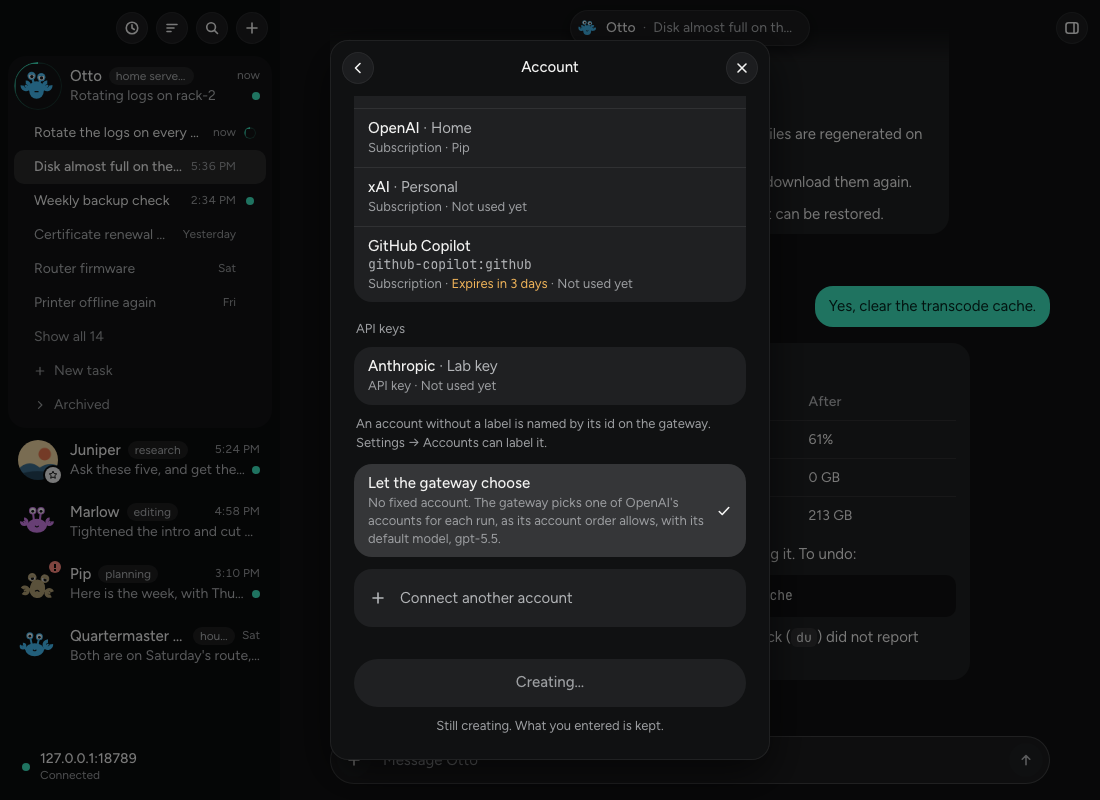 Otto home serve... now
Rotating logs on rack-2
Rotate the logs on every ... now
Disk almost full on the... 5:36 PM
Weekly backup check 2:34 PM
Certificate renewal ... Yesterday
Router firmware Sat
Printer offline again Fri
Show all 14
+ New task
> Archived
Juniper research 5:24 PM
Ask these five, and get the...
Marlow editing 4:58 PM
Tightened the intro and cut ...
Pip planning 3:10 PM
Here is the week, with Thu...
Quartermaster ... hou... Sat
Both are on Saturday's route,...
127.0.0.1:18789
Connected
Otto · Disk almost full on th...
Account
OpenAI · Home
Subscription · Pip
xAI · Personal
Subscription · Not used yet
GitHub Copilot
github-copilot:github
Subscription · Expires in 3 days · Not used yet
API keys
Anthropic · Lab key
API key · Not used yet
An account without a label is named by its id on the gateway.
Settings → Accounts can label it.
Let the gateway choose
No fixed account. The gateway picks one of OpenAI's
accounts for each run, as its account order allows, with its
default model, gpt-5.5.
+ Connect another account
Creating...
Still creating. What you entered is kept.
are regenerated on
download them again.
can be restored.
Yes, clear the transcode cache.
After
61%
0 GB
213 GB
it. To undo:
(du) did not report
Message Otto